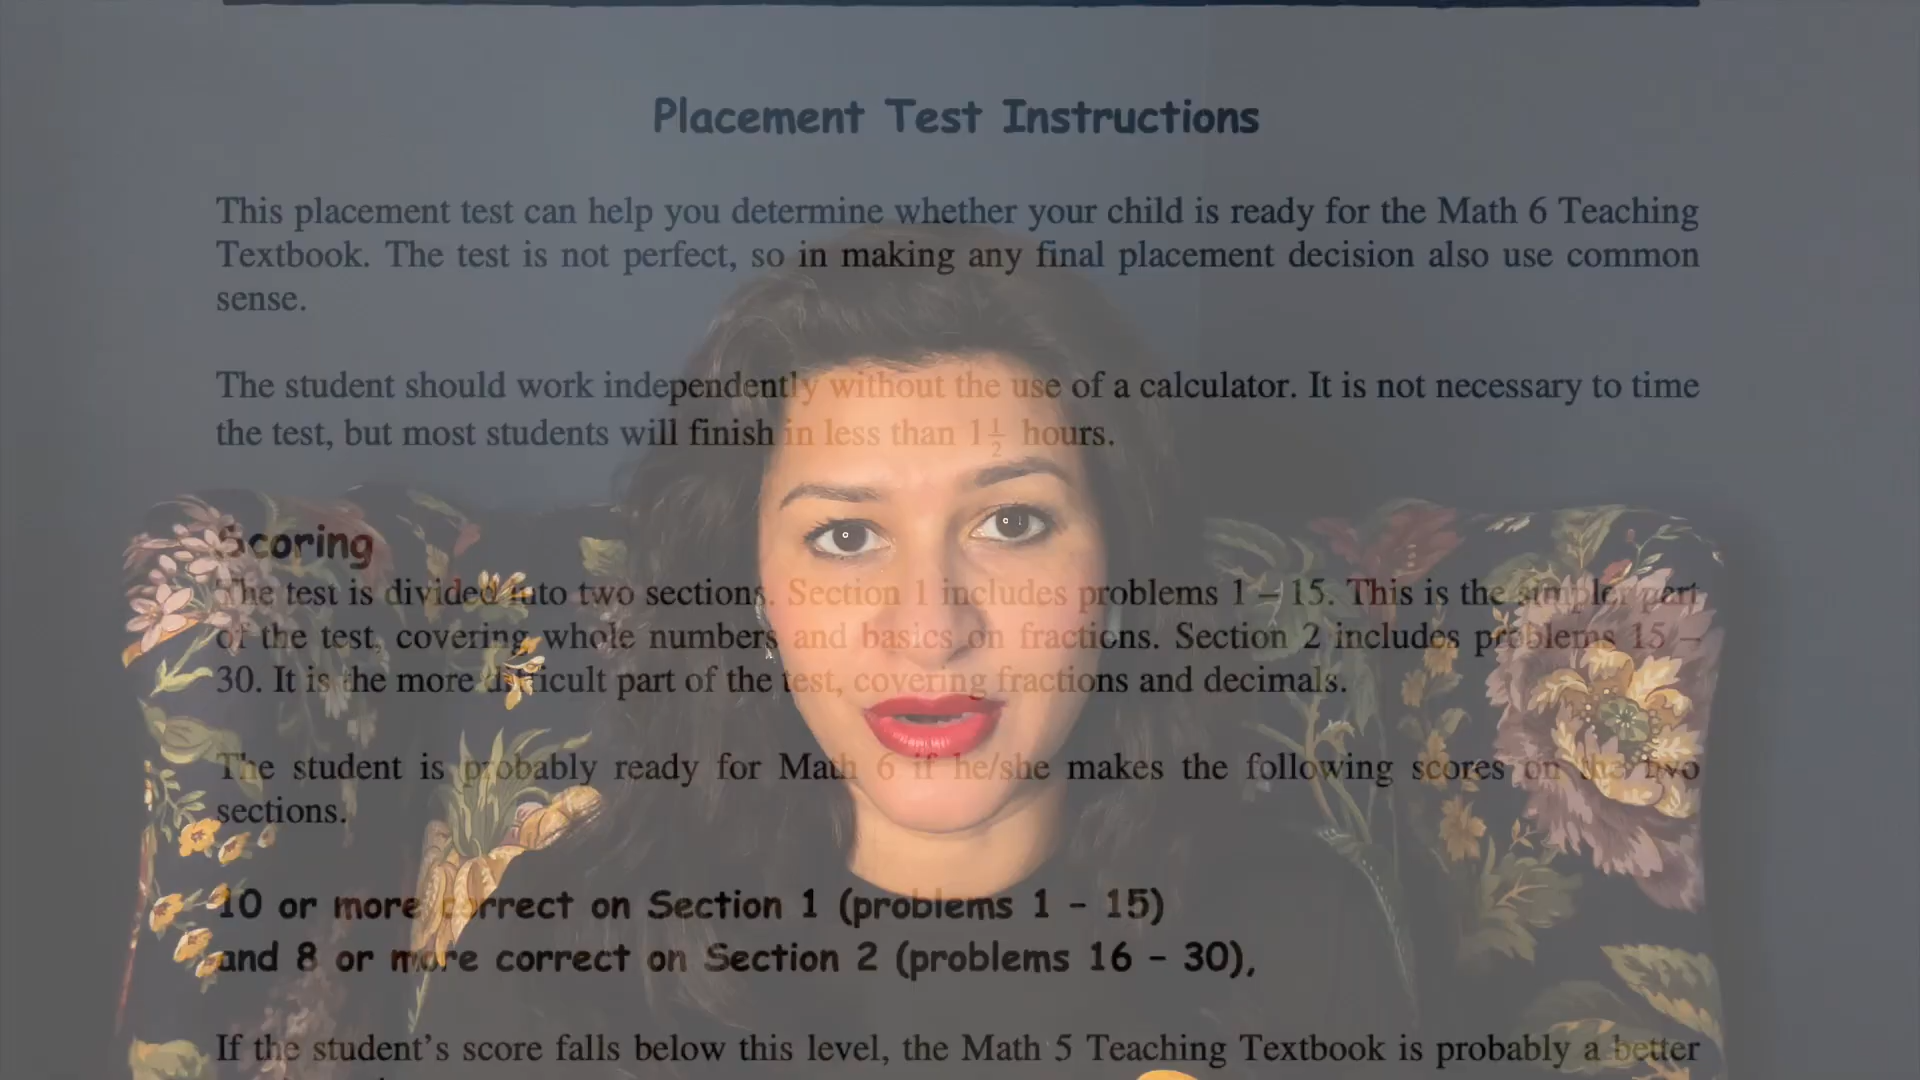 Placement Test Instructions
This placement test can help you determine whether your child is ready for the Math 6 Teaching
Textbook. The test is not perfect, so in making any final placement decision also use common
sense.
The student should work independently without the use of a calculator. It is not necessary to time
the test, but most students will finish in less than 1½ hours.
Scoring
The test is divided into two sections. Section 1 includes problems 1 – 15. This is the simpler part
of the test, covering whole numbers and basics on fractions. Section 2 includes problems 15 –
30. It is the more difficult part of the test, covering fractions and decimals.
The student is probably ready for Math 6 if he/she makes the following scores on the two
sections.
10 or more correct on Section 1 (problems 1 – 15)
and 8 or more correct on Section 2 (problems 16 – 30),
If the student’s score falls below this level, the Math 5 Teaching Textbook is probably a better